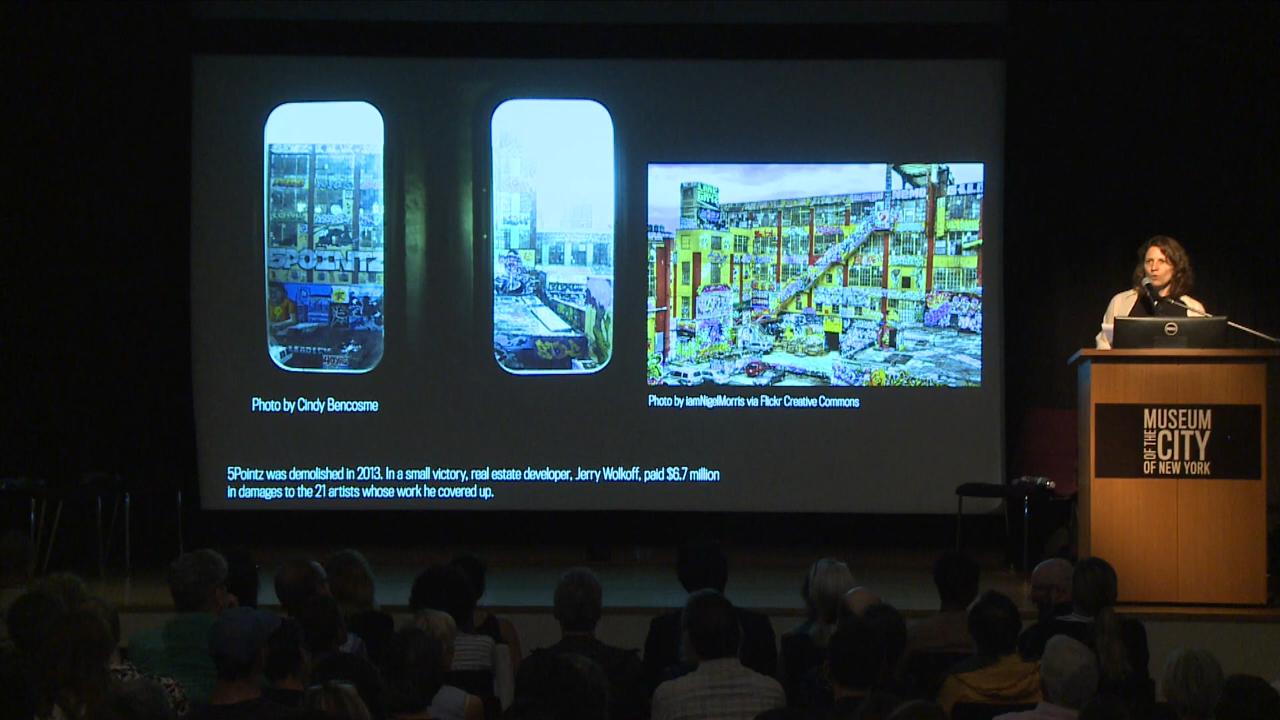 5POINTZ
Photo by Cindy Bencosme
Photo by iamNigelMorris via Flickr Creative Commons
5Pointz was demolished in 2013. In a small victory, real estate developer, Jerry Wolkoff, paid $6.7 million
in damages to the 21 artists whose work he covered up.
DELL
MUSEUM
OF THE CITY
OF NEW YORK